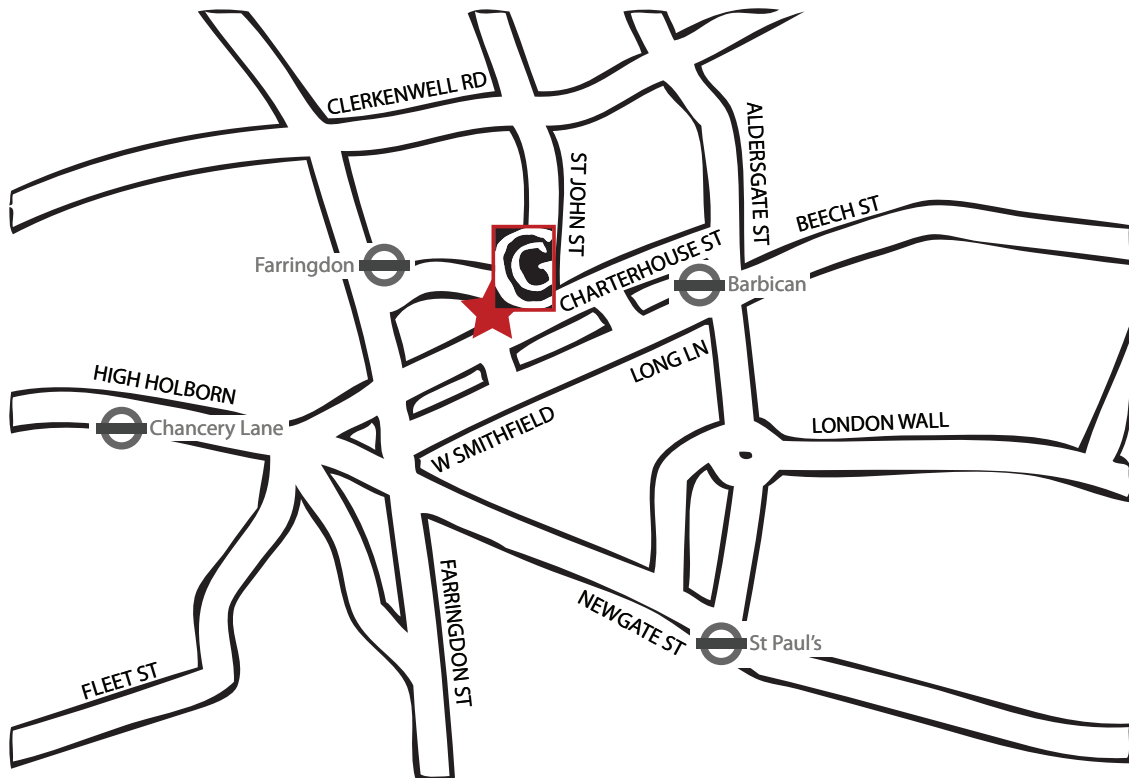 CLERKENWELL RD
ALDERSGATE ST
ST JOHN ST
BEECH ST
Farringdon
CHARTERHOUSE ST
Barbican
LONG LN
HIGH HOLBORN
Chancery Lane
W SMITHFIELD
LONDON WALL
FARRINGDON ST
NEWGATE ST
St Paul's
FLEET ST